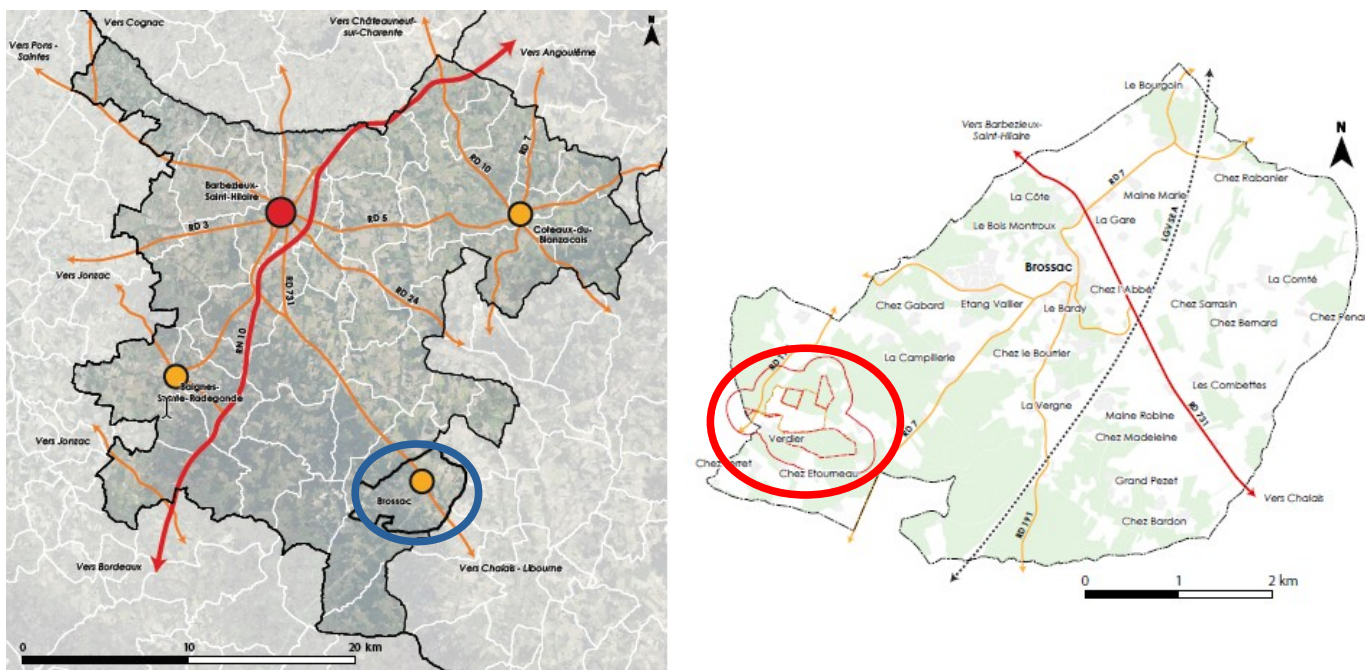 Vers Cognac
Vers Châteauneuf-
sur-Charente
N
Vers Pons -
Saintes
Vers Angoulême
RD 7
RD 10
Barbezieux-
Saint-Hilaire
RD 3
RD 5
Coteaux-du-
Blanzacais
Vers Jonzac
RD 731
RD 24
RN 10
Baignes-
Sainte-Radegonde
Vers Jonzac
Brossac
Vers Bordeaux
Vers Chalais - Libourne
0 10 20 km
Le Bourgoin
Vers Barbezieux-
Saint-Hilaire
N
RD 7
Chez Rabanier
La Côte
Maine Marie
La Gare
LGV SEA
Le Bois Montroux
Brossac
La Comté
Chez l'Abbé
Chez Gabard
Etang Vallier
Le Bardy
Chez Sarrasin
Chez Bernard
La Campillerie
Chez le Bourrier
Les Combettes
La Vergne
Maine Robine
RD 731
Verdier
RD 7
Chez Madeleine
Chez Etourneau
Grand Pezet
Vers Chalais
Chez Bardon
RD 191
0 1 2 km